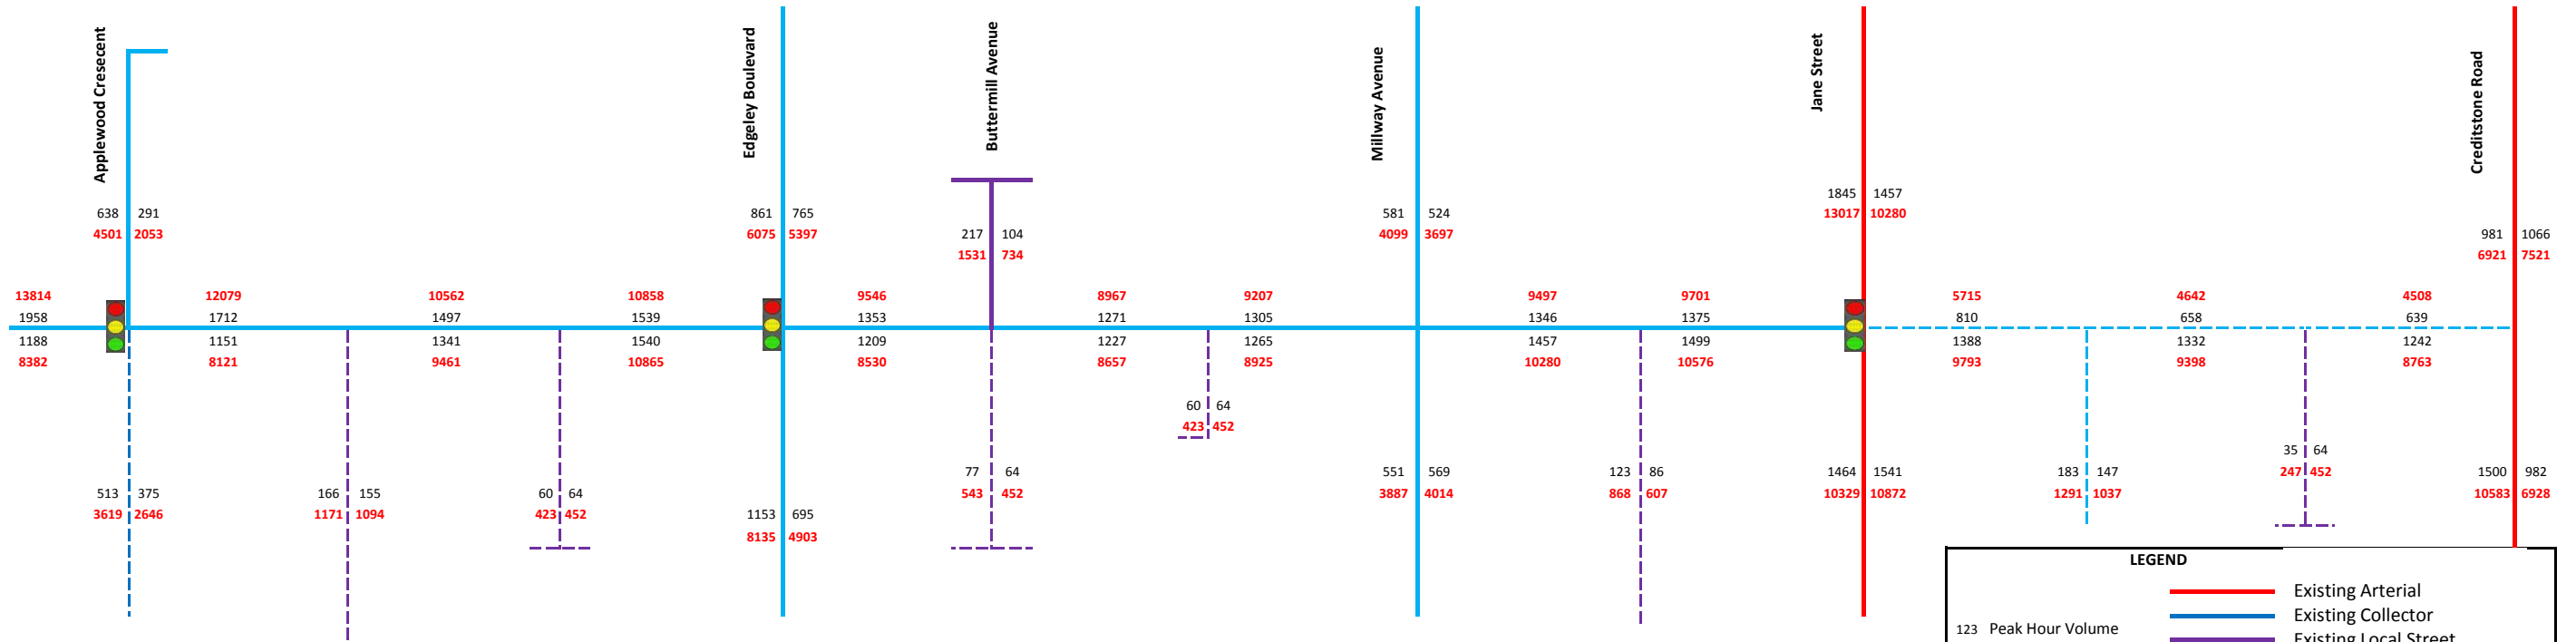 Applewood Cresecent
Edgeley Boulevard
Buttermill Avenue
Millway Avenue
Jane Street
Creditstone Road
638 291
4501 2053
861 765
6075 5397
217 104
1531 734
581 524
4099 3697
1845 1457
13017 10280
981 1066
6921 7521
13814 12079 10562 10858 9546 8967 9207 9497 9701 5715 4642 4508
1958 1712 1497 1539 1353 1271 1305 1346 1375 810 658 639
1188 1151 1341 1540 1209 1227 1265 1457 1499 1388 1332 1242
8382 8121 9461 10865 8530 8657 8925 10280 10576 9793 9398 8763
513 375
3619 2646
166 155
1171 1094
60 64
423 452
1153 695
8135 4903
77 64
543 452
60 64
423 452
551 569
3887 4014
123 86
868 607
1464 1541
10329 10872
183 147
1291 1037
35 64
247 452
1500 982
10583 6928
LEGEND
Existing Arterial
Existing Collector
123 Peak Hour Volume
Existing Local Street